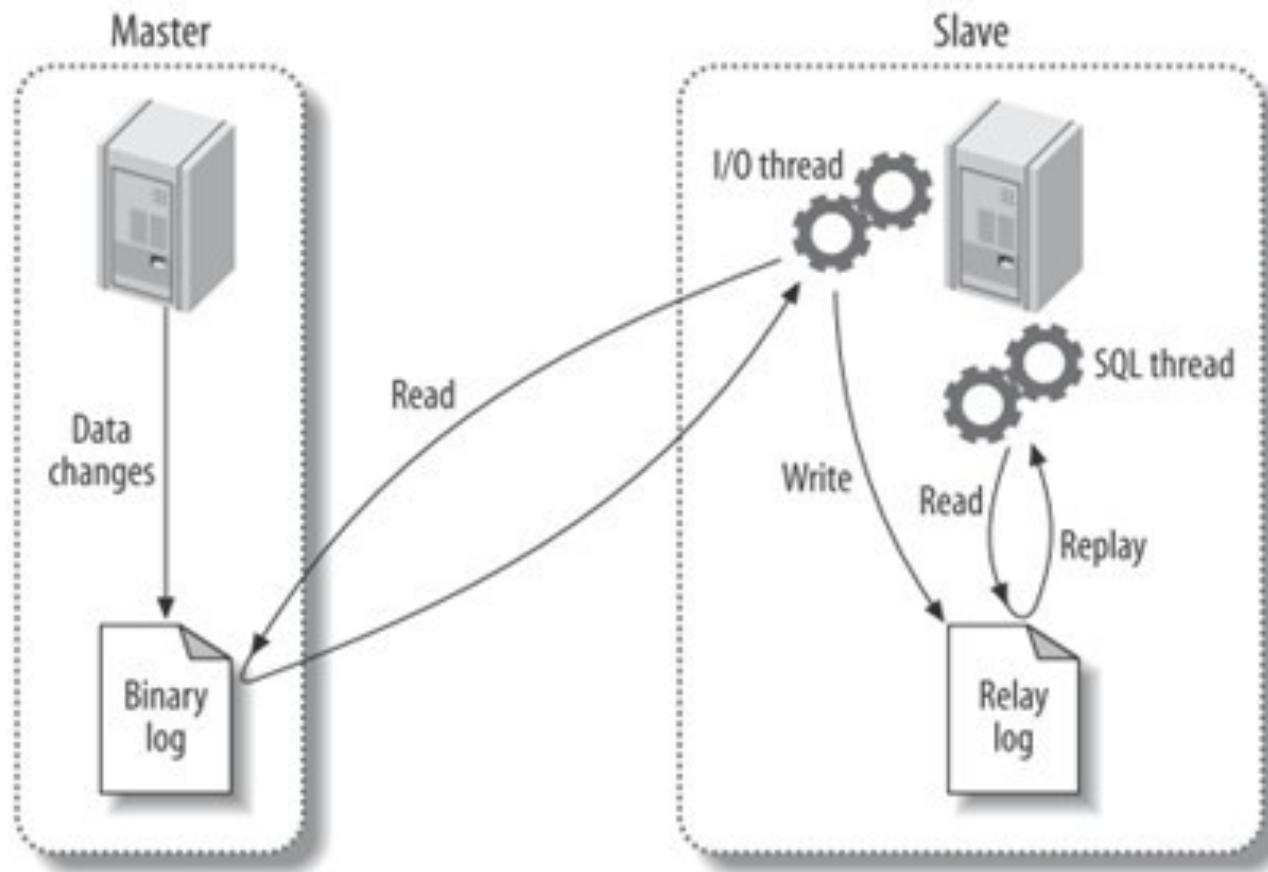 Master
Slave
I/O thread
SQL thread
Read
Data
changes
Write
Read
Replay
Binary
log
Relay
log